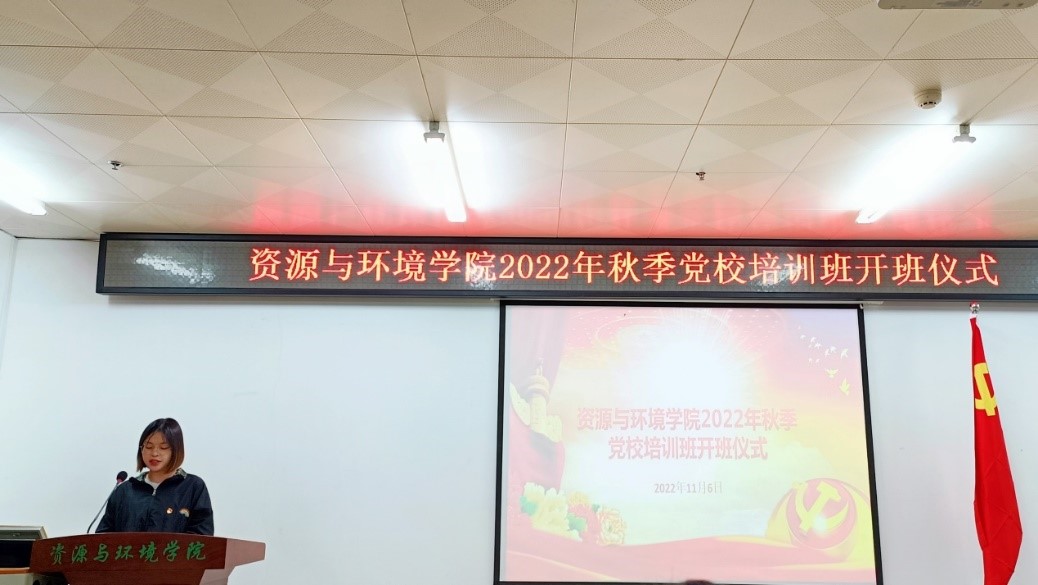 资源与环境学院2022年秋季党校培训班开班仪式
资源与环境学院2022年秋季
党校培训班开班仪式
2022年11月6日
资源与环境学院